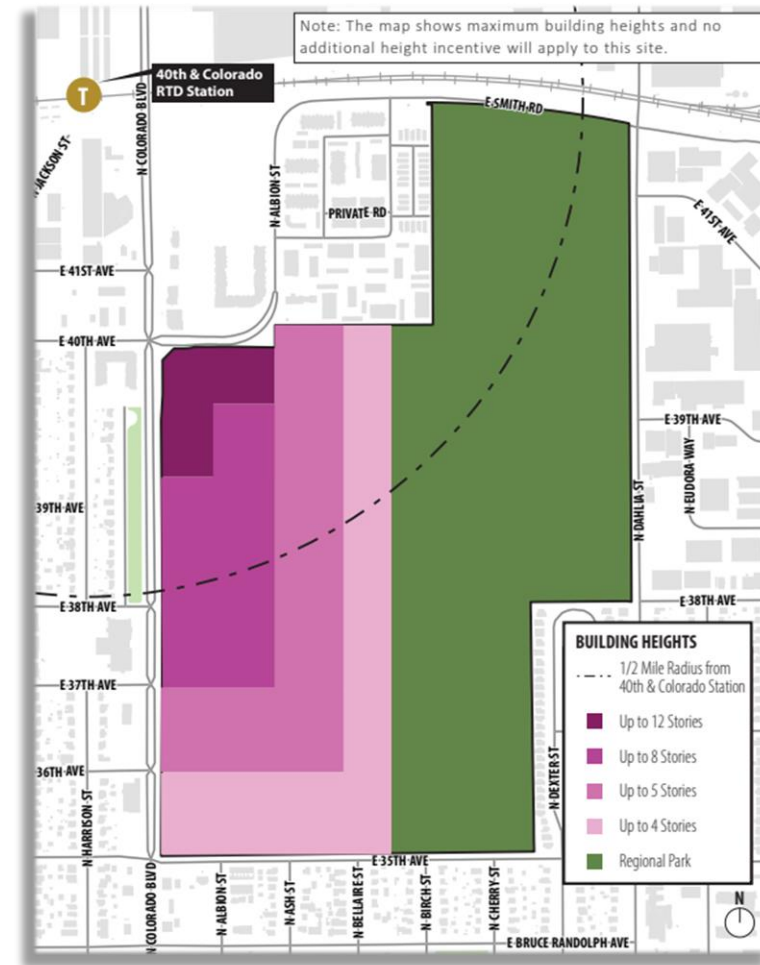 Note: The map shows maximum building heights and no
additional height incentive will apply to this site.
40th & Colorado
RTD Station
T
E SMITH RD
N COLORADO BLVD
N JACKSON ST
N ALBION ST
PRIVATE RD
E 41ST AVE
E 41ST AVE
E 40TH AVE
E 39TH AVE
N EUDORA WAY
39TH AVE
N DAHLIA ST
E 38TH AVE
E 38TH AVE
BUILDING HEIGHTS
1/2 Mile Radius from
40th & Colorado Station
Up to 12 Stories
Up to 8 Stories
Up to 5 Stories
Up to 4 Stories
Regional Park
E 37TH AVE
36TH AVE
N DEXTER ST
N HARRISON ST
E 35TH AVE
N COLORADO BLVD
N ALBION ST
N ASH ST
N BELLAIRE ST
N BIRCH ST
N CHERRY ST
N
E BRUCE RANDOLPH AVE